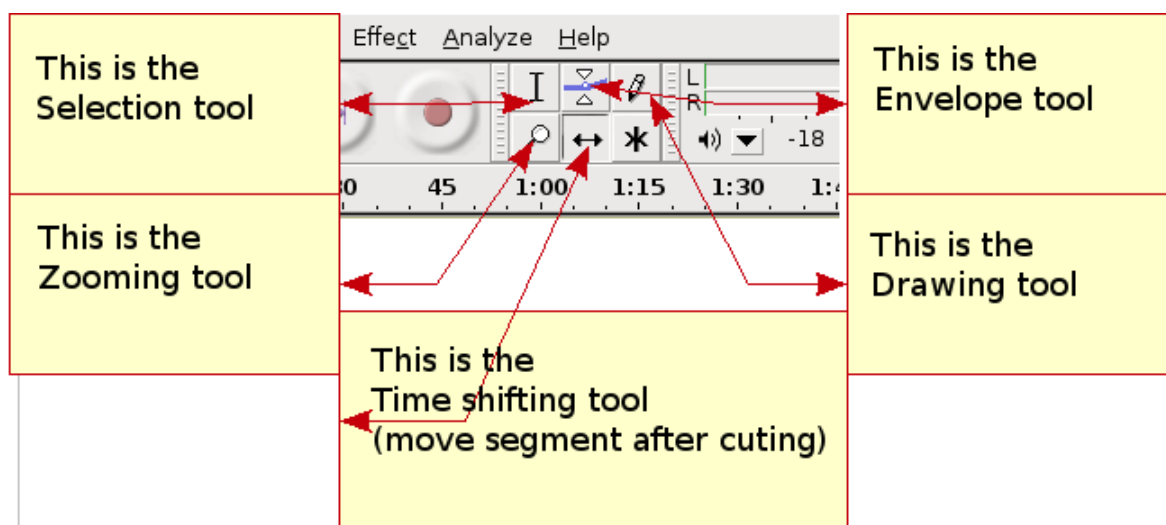 Effect Analyze Help
This is the
Selection tool
This is the
Envelope tool
L
R
-18
45 1:00 1:15 1:30
This is the
Zooming tool
This is the
Drawing tool
This is the
Time shifting tool
(move segment after cuting)